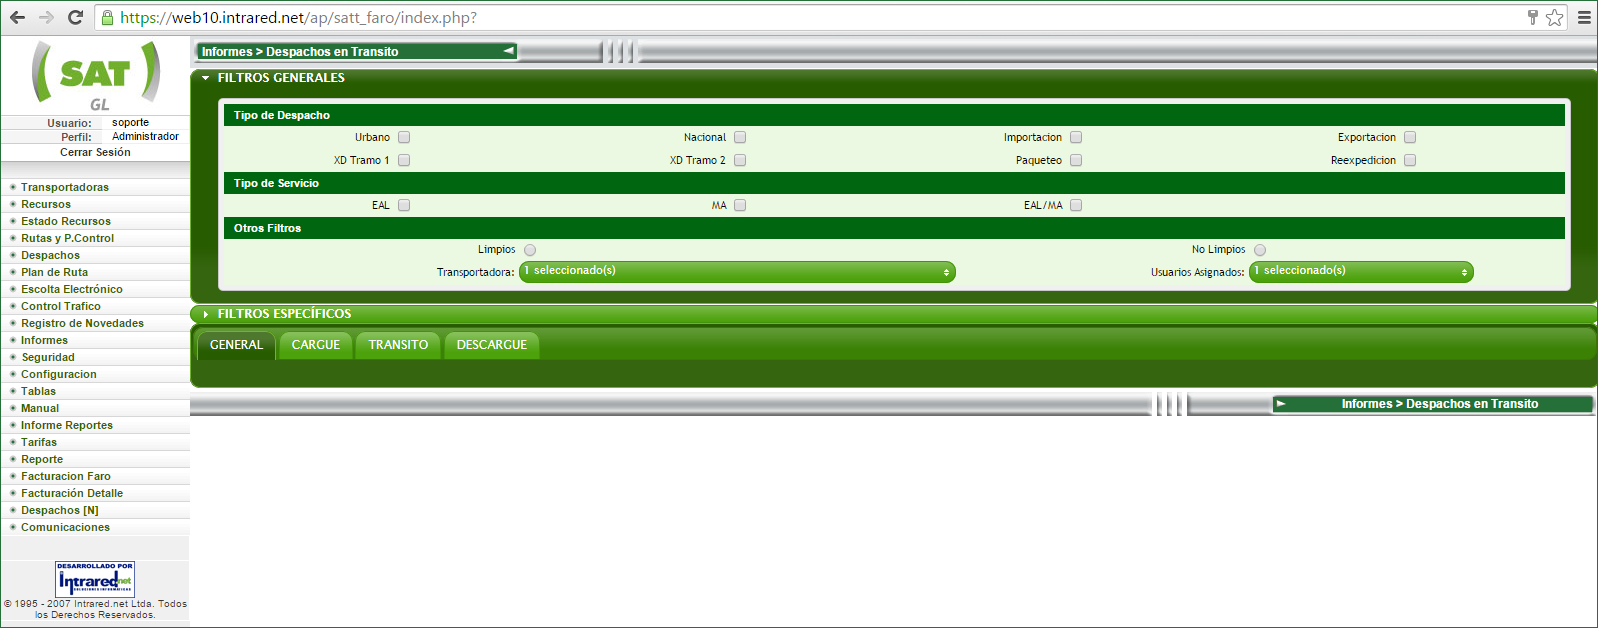 https://web10.intrared.net/ap/satt_faro/index.php?
SAT
GL
Usuario: soporte
Perfil: Administrador
Cerrar Sesión
Transportadoras
Recursos
Estado Recursos
Rutas y P.Control
Despachos
Plan de Ruta
Escolta Electrónico
Control Trafico
Registro de Novedades
Informes
Seguridad
Configuracion
Tablas
Manual
Informe Reportes
Tarifas
Reporte
Facturacion Faro
Facturación Detalle
Despachos [N]
Comunicaciones
DESARROLLADO POR
Intrared.net
SOLUCIONES INFORMATICAS
© 1995 - 2007 Intrared.net Ltda. Todos
los Derechos Reservados.
Informes > Despachos en Transito
FILTROS GENERALES
Tipo de Despacho
Urbano Nacional Importacion Exportacion
XD Tramo 1 XD Tramo 2 Paqueteo Reexpedicion
Tipo de Servicio
EAL MA EAL/MA
Otros Filtros
Limpios No Limpios
Transportadora: 1 seleccionado(s) Usuarios Asignados: 1 seleccionado(s)
FILTROS ESPECÍFICOS
GENERAL CARGUE TRANSITO DESCARGUE
Informes > Despachos en Transito